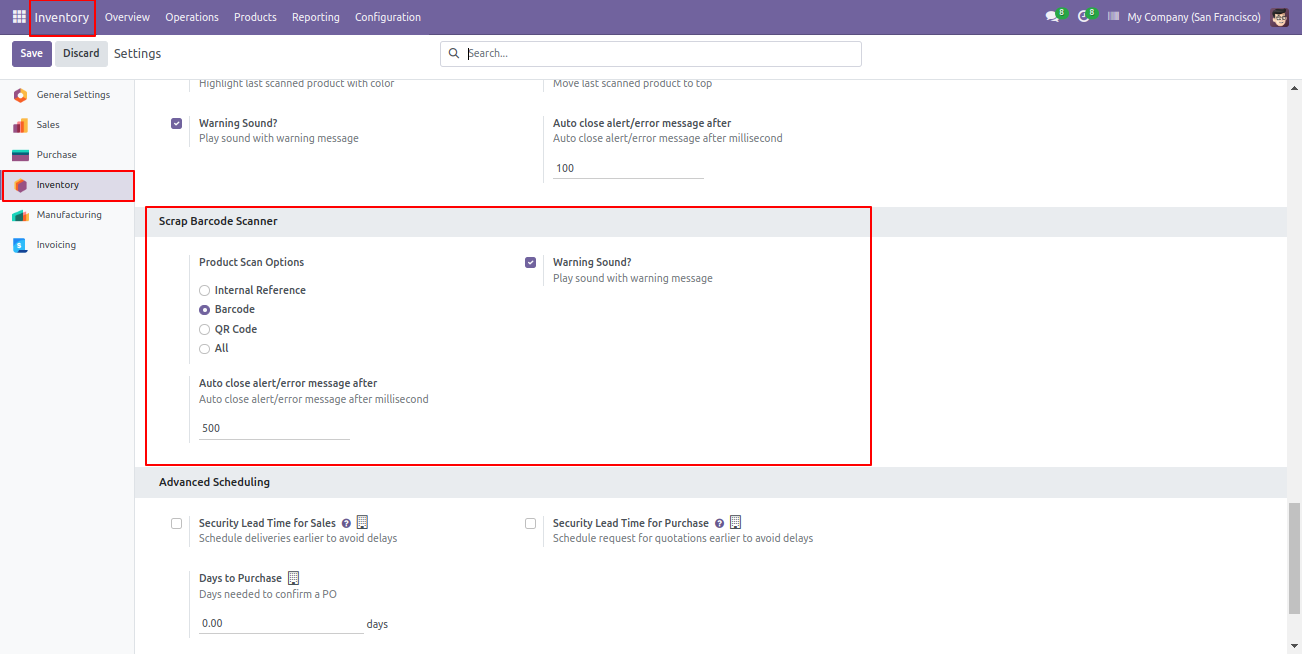 Inventory Overview Operations Products Reporting Configuration 8 8 My Company (San Francisco)
Save Discard Settings Search...
General Settings
Sales
Purchase
Inventory
Manufacturing
Invoicing
Highlight last scanned product with color
Move last scanned product to top
Warning Sound?
Play sound with warning message
Auto close alert/error message after
Auto close alert/error message after millisecond
100
Scrap Barcode Scanner
Product Scan Options
Internal Reference
Barcode
QR Code
All
Warning Sound?
Play sound with warning message
Auto close alert/error message after
Auto close alert/error message after millisecond
500
Advanced Scheduling
Security Lead Time for Sales ?
Schedule deliveries earlier to avoid delays
Security Lead Time for Purchase ?
Schedule request for quotations earlier to avoid delays
Days to Purchase
Days needed to confirm a PO
0.00 days